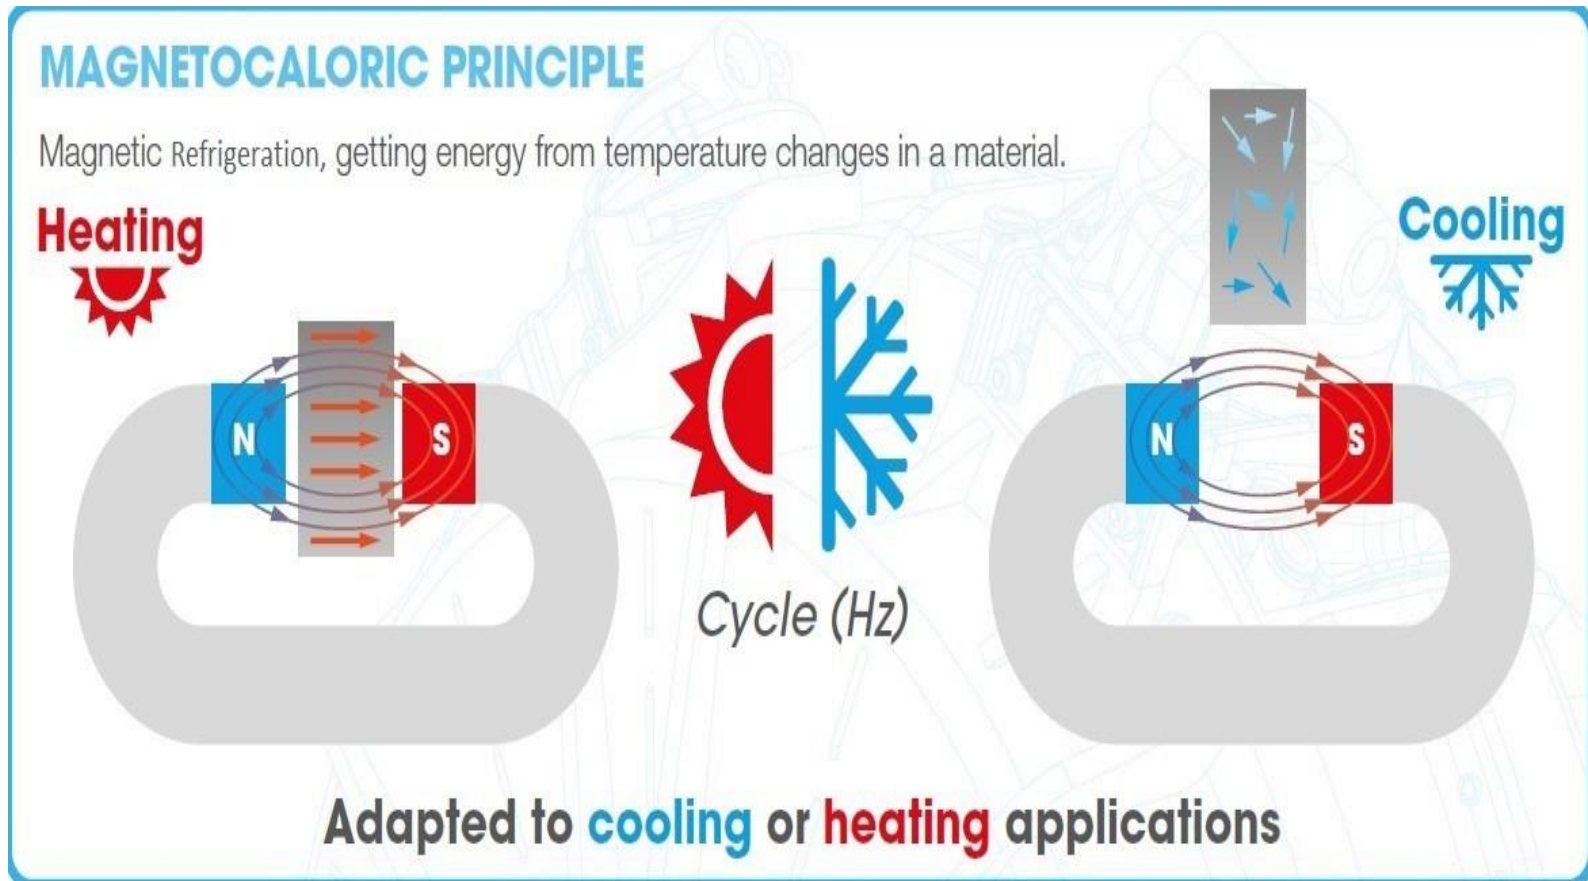 MAGNETOCALORIC PRINCIPLE
Magnetic Refrigeration, getting energy from temperature changes in a material.
Heating
Cooling
N
S
N
S
Cycle (Hz)
Adapted to cooling or heating applications